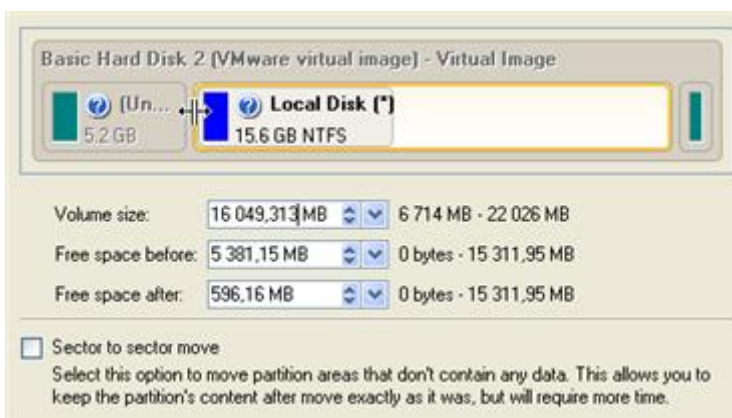 Basic Hard Disk 2 (VMware virtual image) - Virtual Image
(Un... Local Disk (*)
5.2 GB 15.6 GB NTFS
Volume size: 16 049,313 MB 6 714 MB - 22 026 MB
Free space before: 5 381,15 MB 0 bytes - 15 311,95 MB
Free space after: 596,16 MB 0 bytes - 15 311,95 MB
Sector to sector move
Select this option to move partition areas that don't contain any data. This allows you to
keep the partition's content after move exactly as it was, but will require more time.